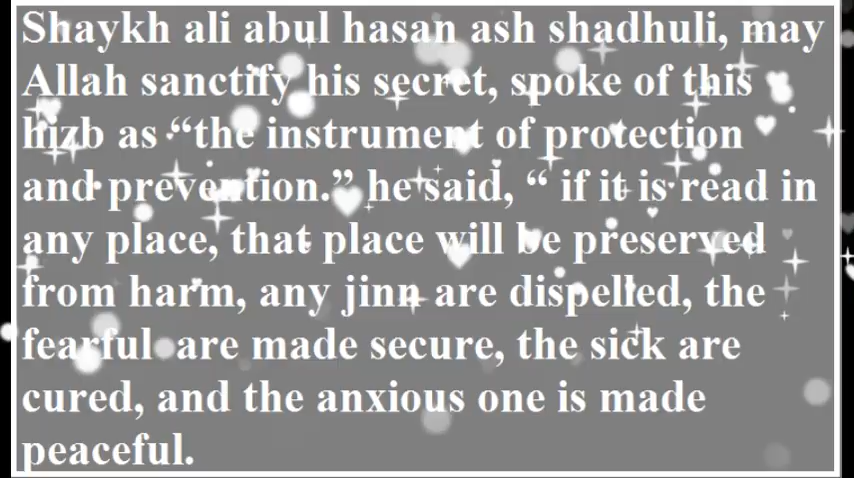 Shaykh ali abul hasan ash shadhuli, may
Allah sanctify his secret, spoke of this
hizb as “the instrument of protection
and prevention.” he said, “ if it is read in
any place, that place will be preserved
from harm, any jinn are dispelled, the
fearful are made secure, the sick are
cured, and the anxious one is made
peaceful.